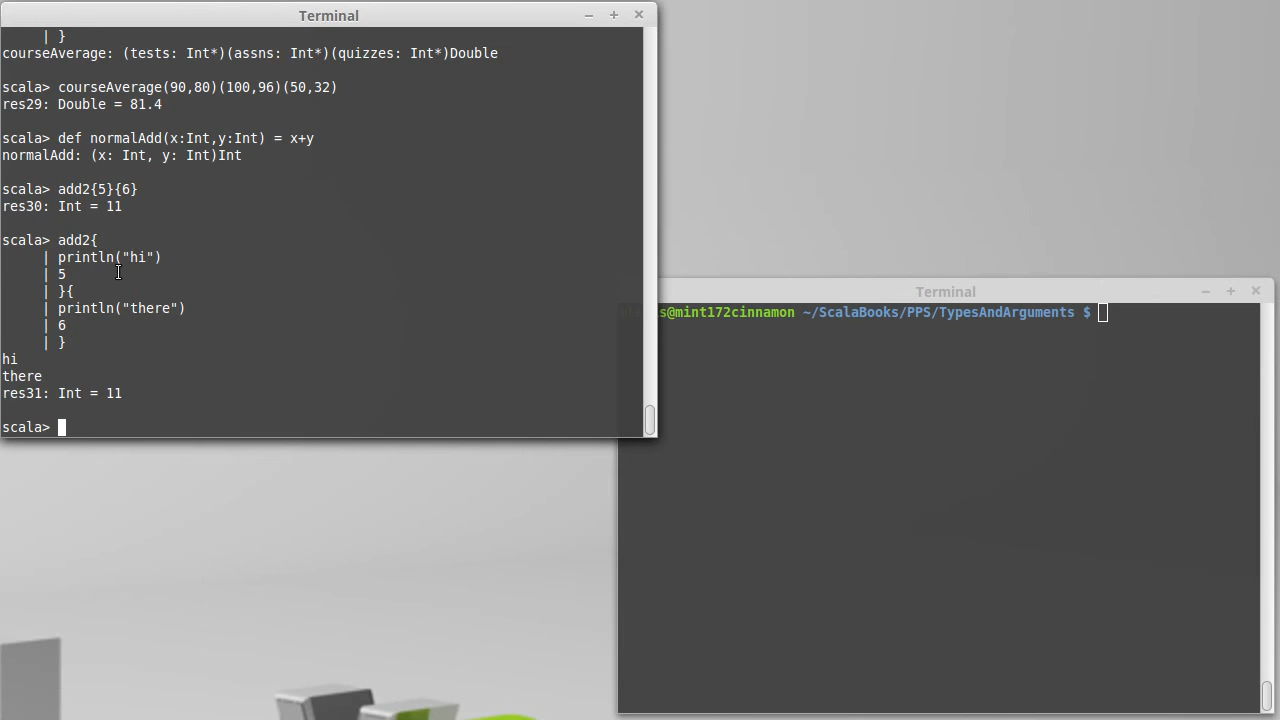 Terminal
| }
courseAverage: (tests: Int*)(assns: Int*)(quizzes: Int*)Double
scala> courseAverage(90,80)(100,96)(50,32)
res29: Double = 81.4
scala> def normalAdd(x:Int,y:Int) = x+y
normalAdd: (x: Int, y: Int)Int
scala> add2{5}{6}
res30: Int = 11
scala> add2{
| println("hi")
| 5
| }{
| println("there")
| 6
| }
hi
there
res31: Int = 11
scala>
Terminal
s@mint172cinnamon ~/ScalaBooks/PPS/TypesAndArguments $